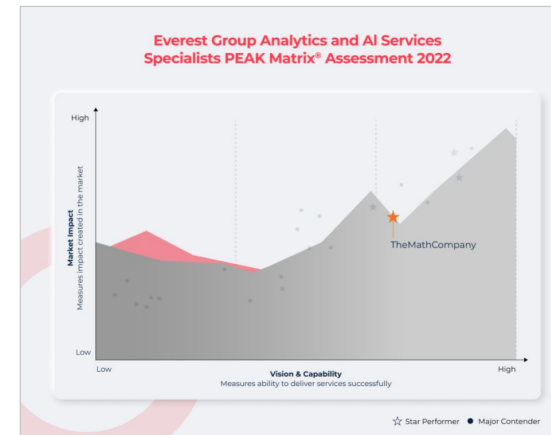 Everest Group Analytics and AI Services
Specialists PEAK Matrix® Assessment 2022
High
Market Impact
Measures impact created in the market
TheMathCompany
Low
Low
Vision & Capability
High
Measures ability to deliver services successfully
☆ Star Performer ● Major Contender